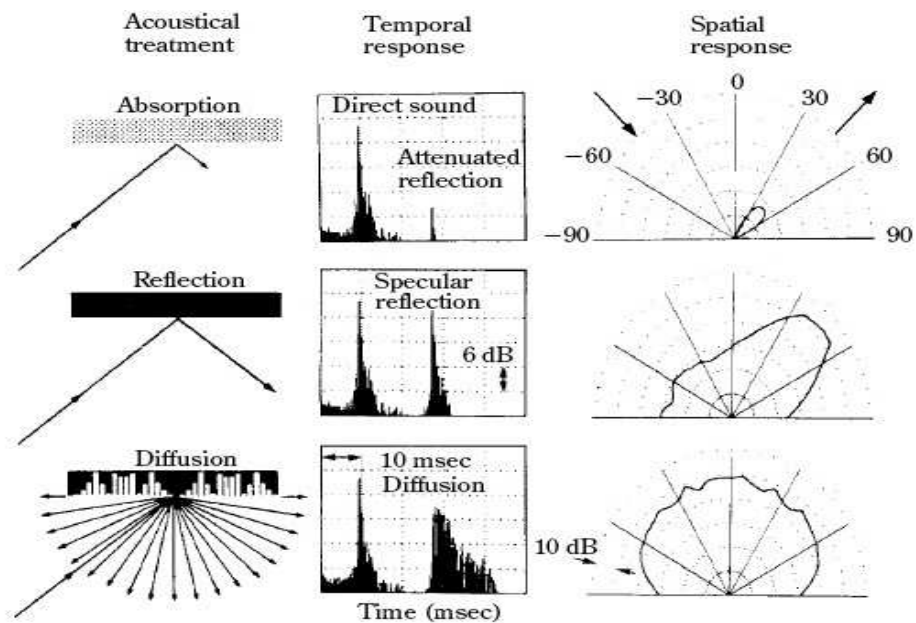 Acoustical
treatment
Temporal
response
Spatial
response
Absorption
Direct sound
Attenuated
reflection
0
−30
30
−60
60
−90
90
Reflection
Specular
reflection
6 dB
Diffusion
10 msec
Diffusion
10 dB
Time (msec)